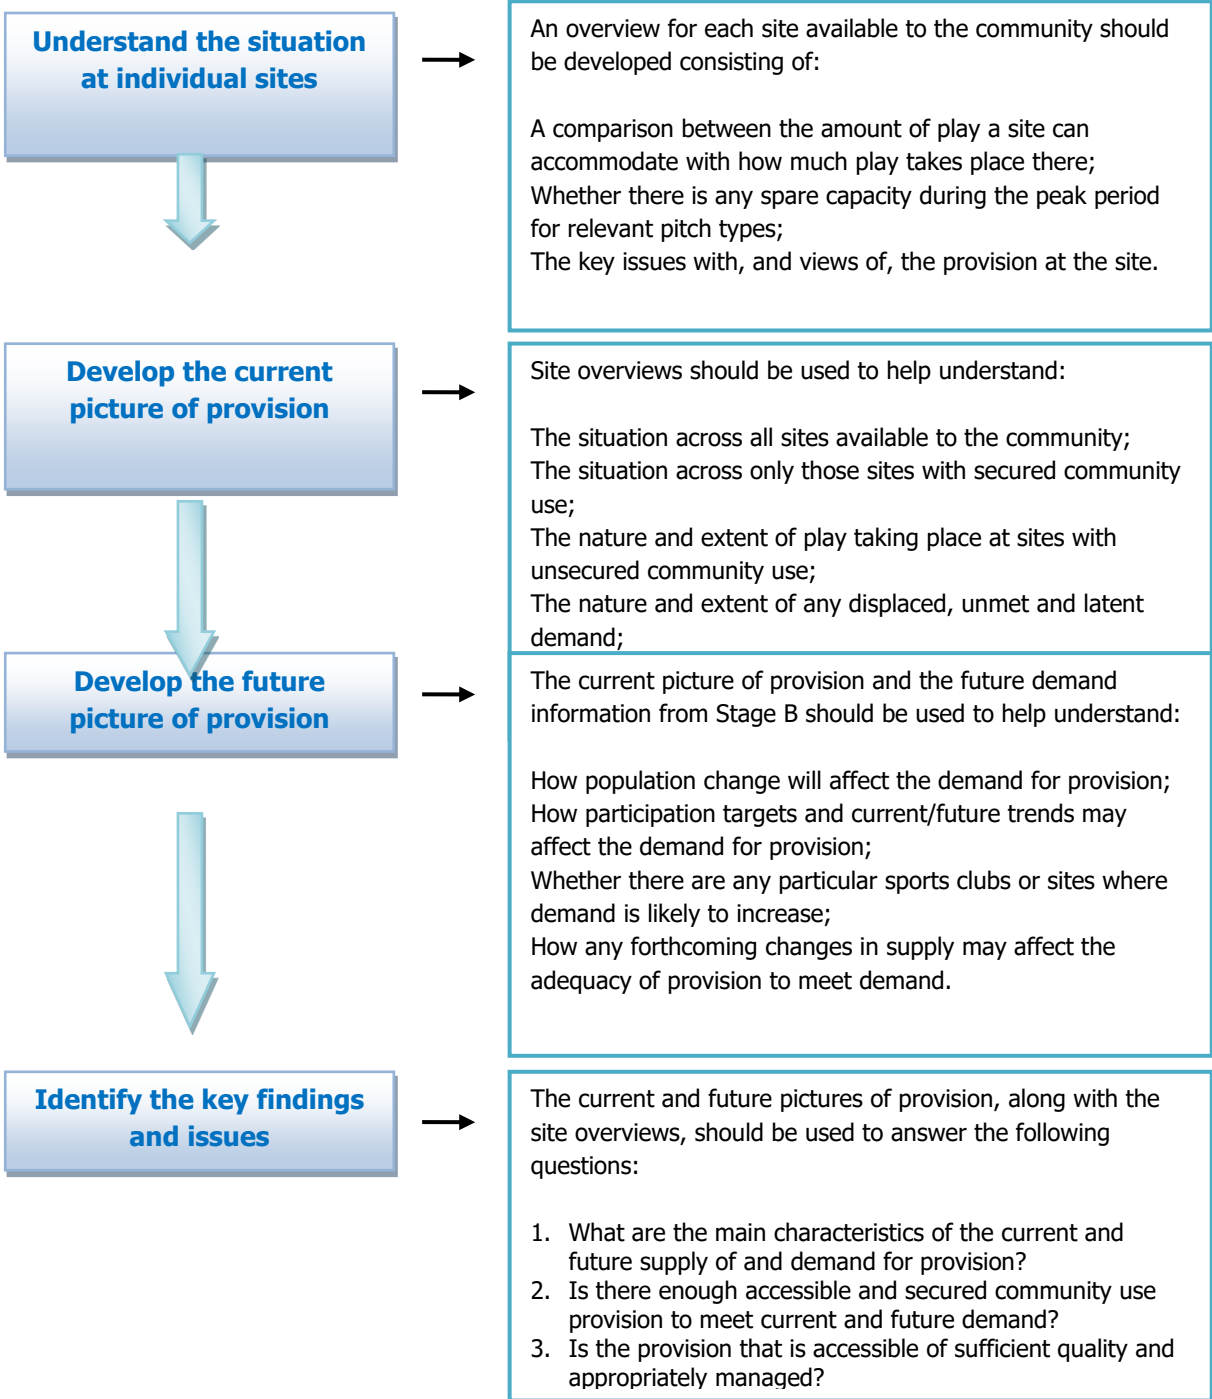 Understand the situation
at individual sites
An overview for each site available to the community should
be developed consisting of:
A comparison between the amount of play a site can
accommodate with how much play takes place there;
Whether there is any spare capacity during the peak period
for relevant pitch types;
The key issues with, and views of, the provision at the site.
Develop the current
picture of provision
Site overviews should be used to help understand:
The situation across all sites available to the community;
The situation across only those sites with secured community
use;
The nature and extent of play taking place at sites with
unsecured community use;
The nature and extent of any displaced, unmet and latent
demand;
Develop the future
picture of provision
The current picture of provision and the future demand
information from Stage B should be used to help understand:
How population change will affect the demand for provision;
How participation targets and current/future trends may
affect the demand for provision;
Whether there are any particular sports clubs or sites where
demand is likely to increase;
How any forthcoming changes in supply may affect the
adequacy of provision to meet demand.
Identify the key findings
and issues
The current and future pictures of provision, along with the
site overviews, should be used to answer the following
questions:
1. What are the main characteristics of the current and
future supply of and demand for provision?
2. Is there enough accessible and secured community use
provision to meet current and future demand?
3. Is the provision that is accessible of sufficient quality and
appropriately managed?